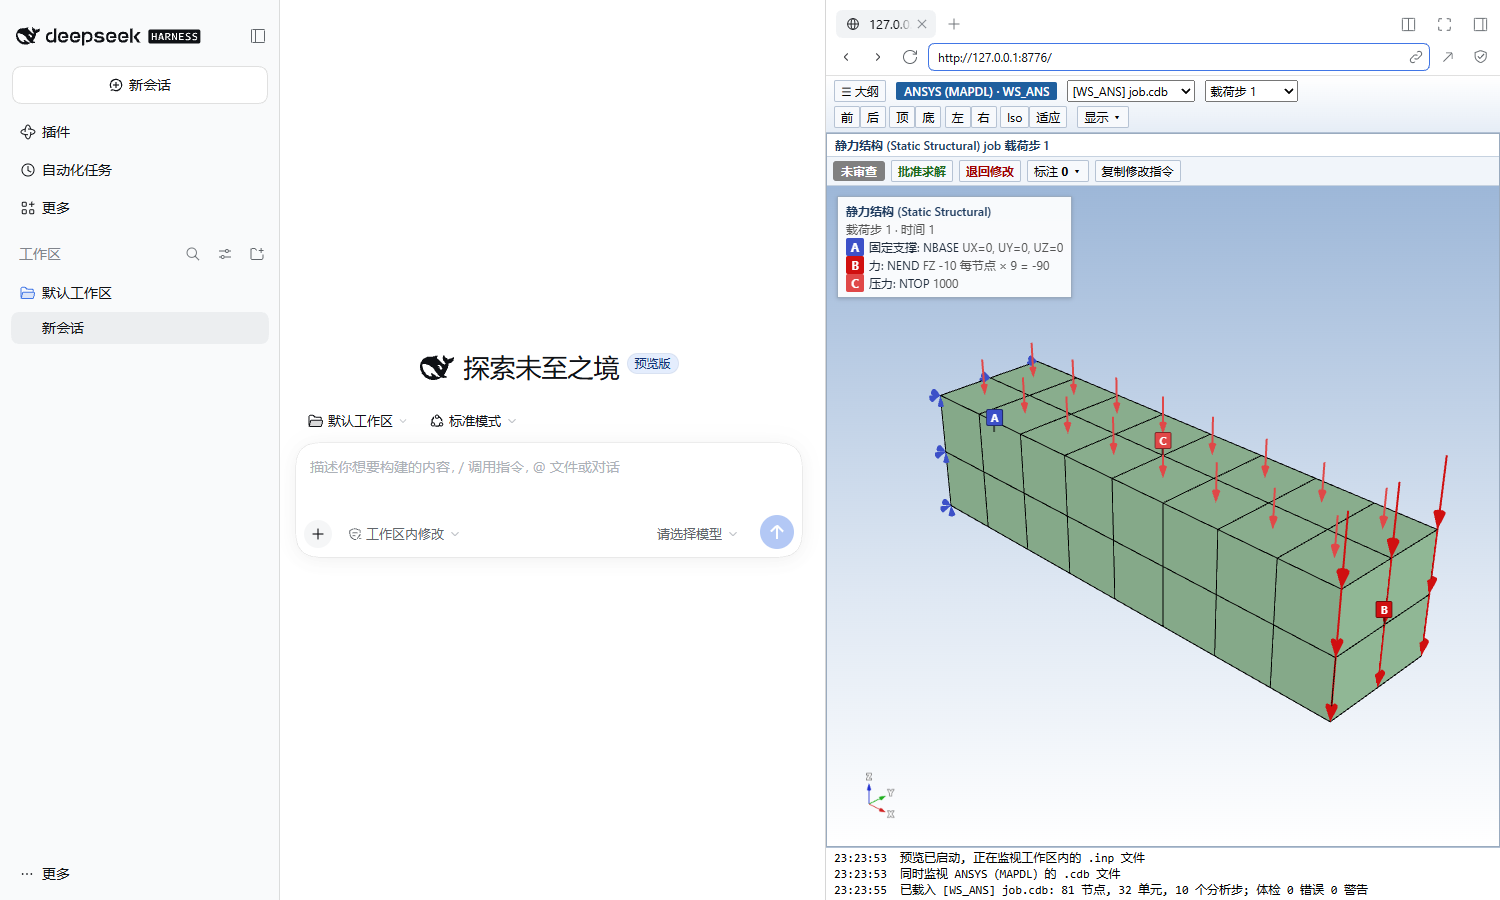 deepseek HARNESS
新会话
插件
自动化任务
更多
工作区
默认工作区
新会话
更多
探索未至之境 预览版
默认工作区 标准模式
描述你想要构建的内容, / 调用指令, @ 文件或对话
工作区内修改 请选择模型
127.0.0
http://127.0.0.1:8776/
☰ 大纲 ANSYS (MAPDL) · WS_ANS [WS_ANS] job.cdb 载荷步 1
前 后 顶 底 左 右 Iso 适应 显示
静力结构 (Static Structural) job 载荷步 1
未审查 批准求解 退回修改 标注 0 复制修改指令
静力结构 (Static Structural)
载荷步 1 · 时间 1
A 固定支撑: NBASE UX=0, UY=0, UZ=0
B 力: NEND FZ -10 每节点 × 9 = -90
C 压力: NTOP 1000
A
C
B
Z
Y
X
23:23:53 预览已启动, 正在监视工作区内的 .inp 文件
23:23:53 同时监视 ANSYS (MAPDL) 的 .cdb 文件
23:23:55 已载入 [WS_ANS] job.cdb: 81 节点, 32 单元, 10 个分析步; 体检 0 错误 0 警告